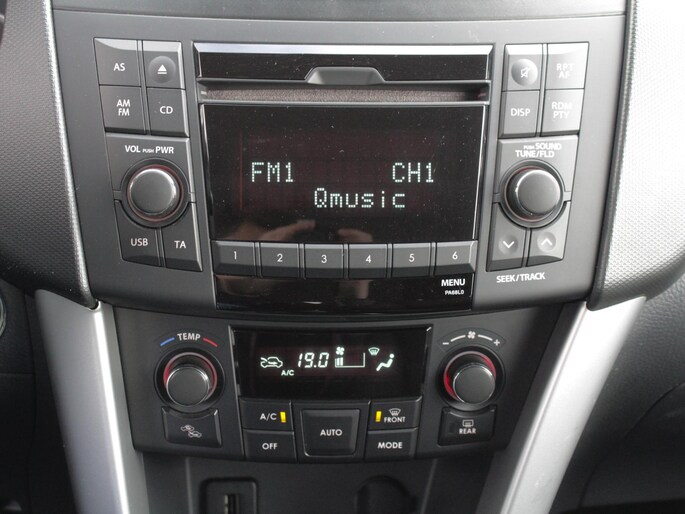 AS
RPT
AF
AM
FM
CD
DISP
RDM
PTY
VOL PUSH PWR
PUSH SOUND
TUNE/FLD
FM1 CH1
Qmusic
USB TA
1 2 3 4 5 6
MENU
PA68L0
SEEK/TRACK
TEMP
- +
19.0
A/C
A/C
OFF
AUTO
FRONT
MODE
REAR